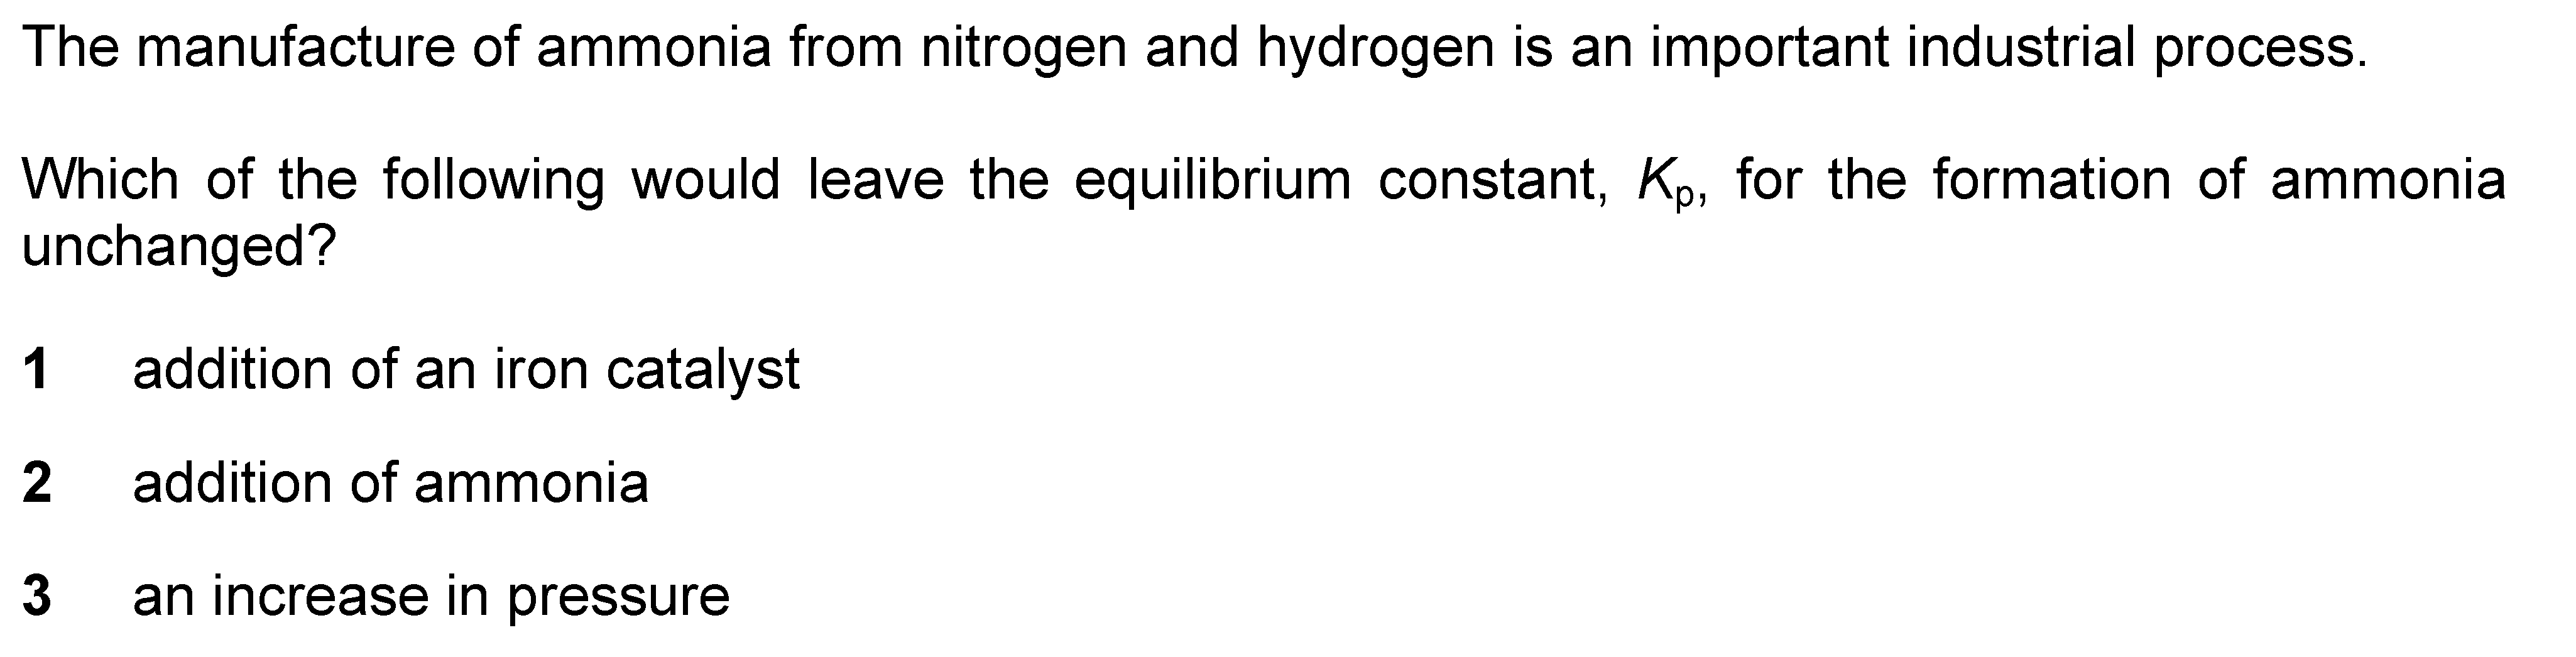 The manufacture of ammonia from nitrogen and hydrogen is an important industrial process.
Which of the following would leave the equilibrium constant, Kp, for the formation of ammonia
unchanged?
1 addition of an iron catalyst
2 addition of ammonia
3 an increase in pressure